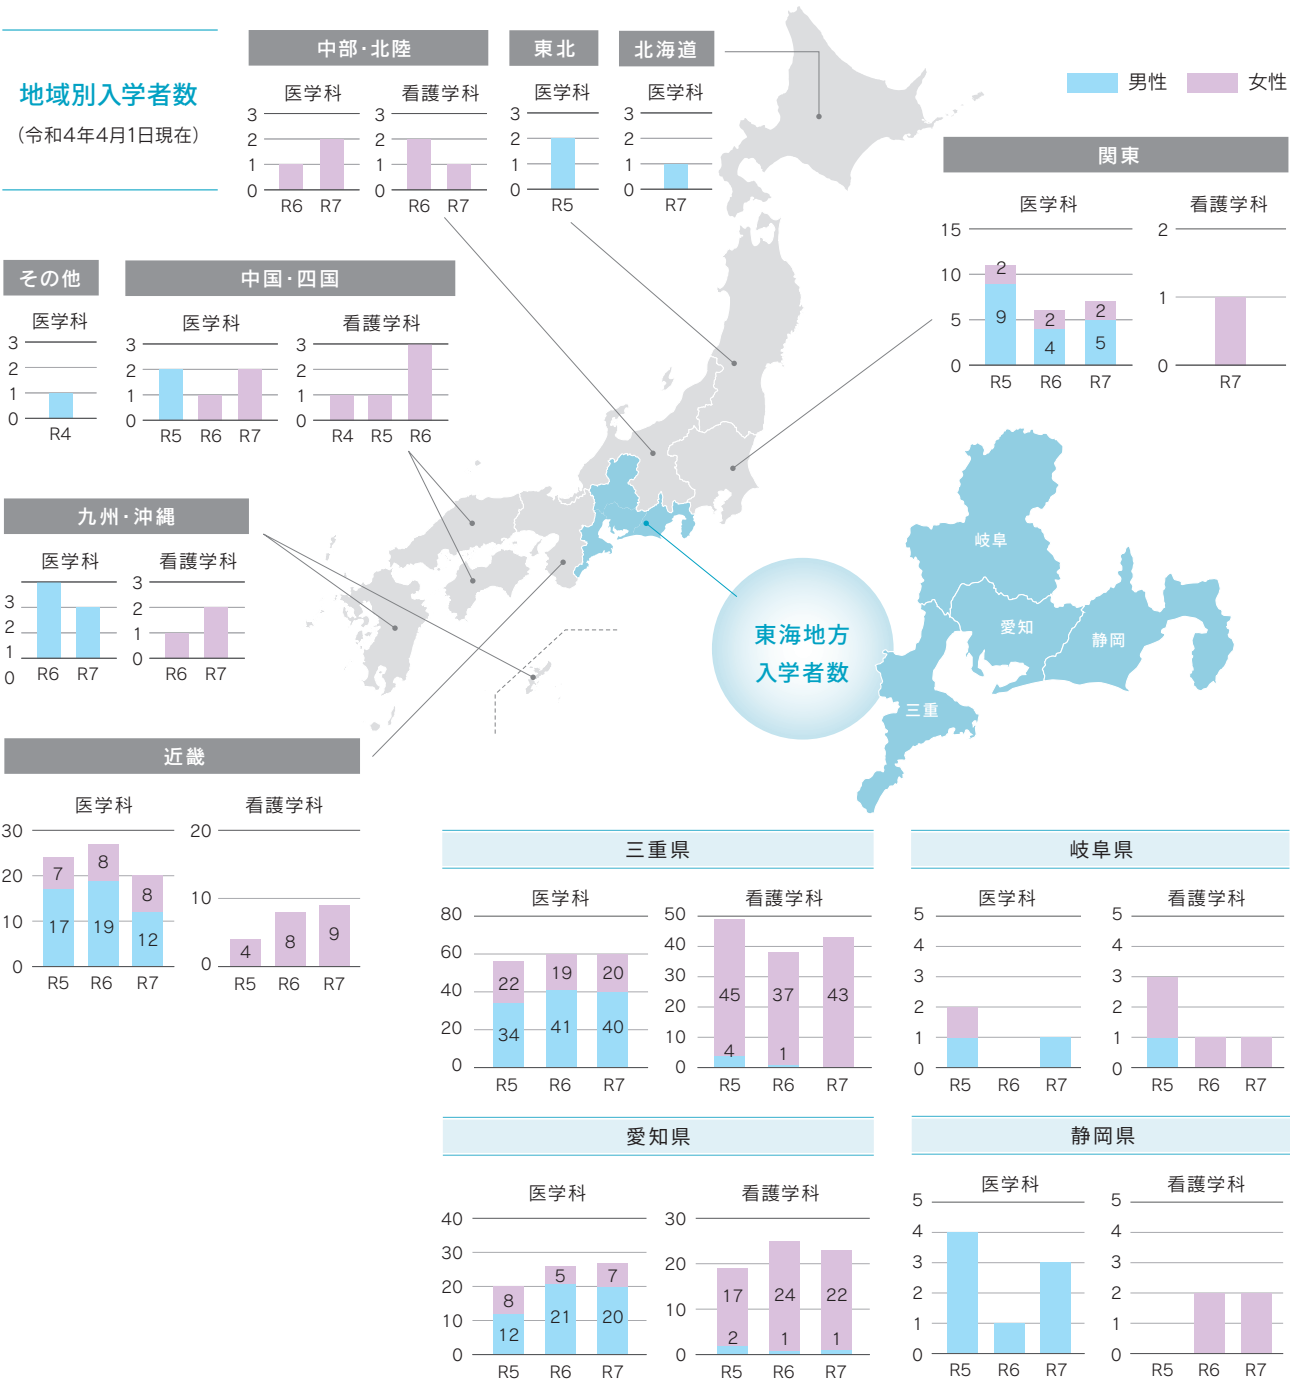 地域別入学者数
(令和4年4月1日現在)
男性 女性
中部・北陸
医学科
3
2
1
0
R6 R7
看護学科
3
2
1
0
R6 R7
東北
医学科
3
2
1
0
R5
北海道
医学科
3
2
1
0
R7
関東
医学科
15
10
5
0
2
9
2
4
2
5
R5 R6 R7
看護学科
2
1
0
R7
その他
医学科
3
2
1
0
R4
中国・四国
医学科
3
2
1
0
R5 R6 R7
看護学科
3
2
1
0
R4 R5 R6
九州・沖縄
医学科
3
2
1
0
R6 R7
看護学科
3
2
1
0
R6 R7
東海地方
入学者数
岐阜
愛知
静岡
三重
近畿
医学科
30
20
10
0
7
17
8
19
8
12
R5 R6 R7
看護学科
20
10
0
4
8
9
R5 R6 R7
三重県
医学科
80
60
40
20
0
22
34
19
41
20
40
R5 R6 R7
看護学科
50
40
30
20
10
0
45
4
37
1
43
R5 R6 R7
岐阜県
医学科
5
4
3
2
1
0
R5 R6 R7
看護学科
5
4
3
2
1
0
R5 R6 R7
愛知県
医学科
40
30
20
10
0
8
12
5
21
7
20
R5 R6 R7
看護学科
30
20
10
0
17
2
24
1
22
1
R5 R6 R7
静岡県
医学科
5
4
3
2
1
0
R5 R6 R7
看護学科
5
4
3
2
1
0
R5 R6 R7